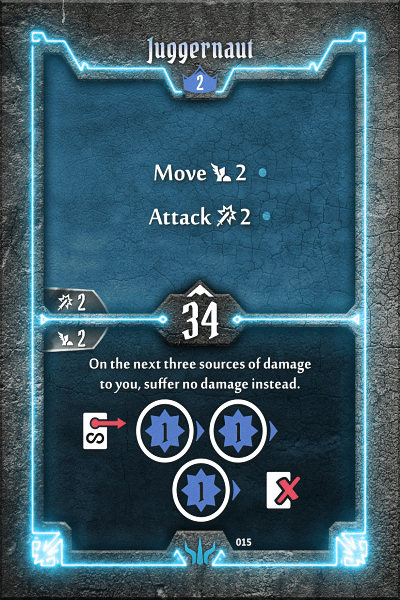 Juggernaut
2
Move 2
Attack 2
2
34
2
On the next three sources of damage
to you, suffer no damage instead.
S
1 1
1
015